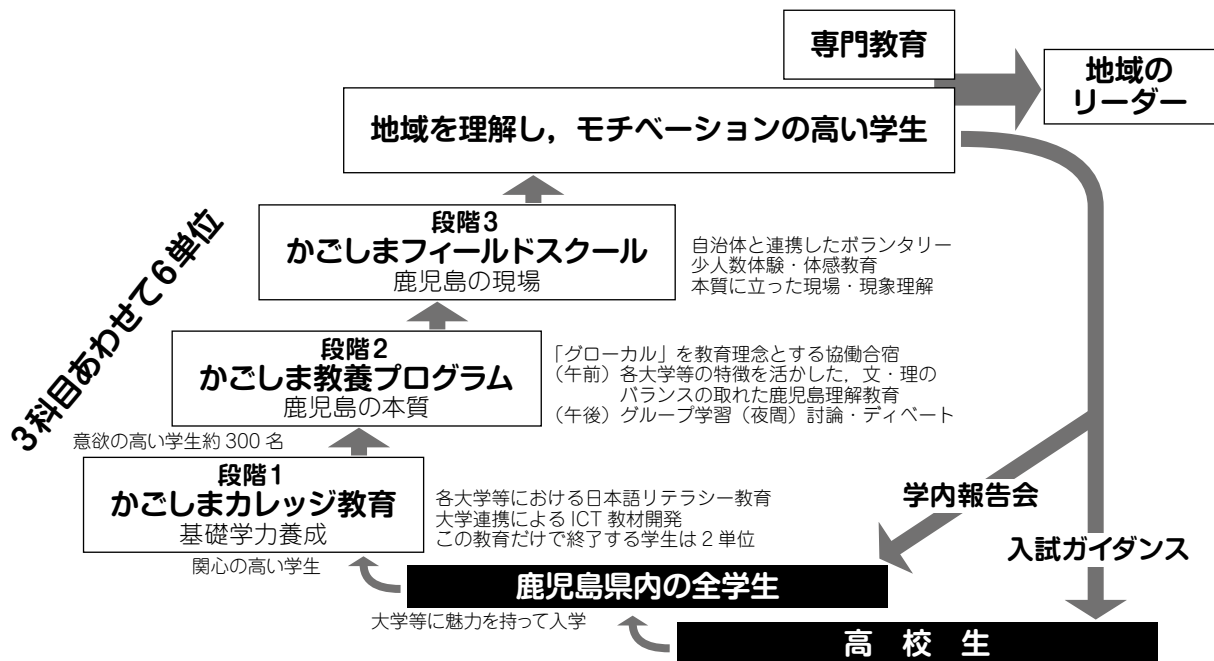 専門教育
地域の
リーダー
地域を理解し，モチベーションの高い学生
3科目あわせて6単位
段階3
かごしまフィールドスクール
鹿児島の現場
自治体と連携したボランタリー
少人数体験・体感教育
本質に立った現場・現象理解
段階2
かごしま教養プログラム
鹿児島の本質
「グローカル」を教育理念とする協働合宿
（午前）各大学等の特徴を活かした，文・理の
バランスの取れた鹿児島理解教育
（午後）グループ学習（夜間）討論・ディベート
意欲の高い学生約300名
段階1
かごしまカレッジ教育
基礎学力養成
各大学等における日本語リテラシー教育
大学連携によるICT教材開発
この教育だけで終了する学生は2単位
学内報告会
入試ガイダンス
関心の高い学生
鹿児島県内の全学生
大学等に魅力を持って入学
高校生